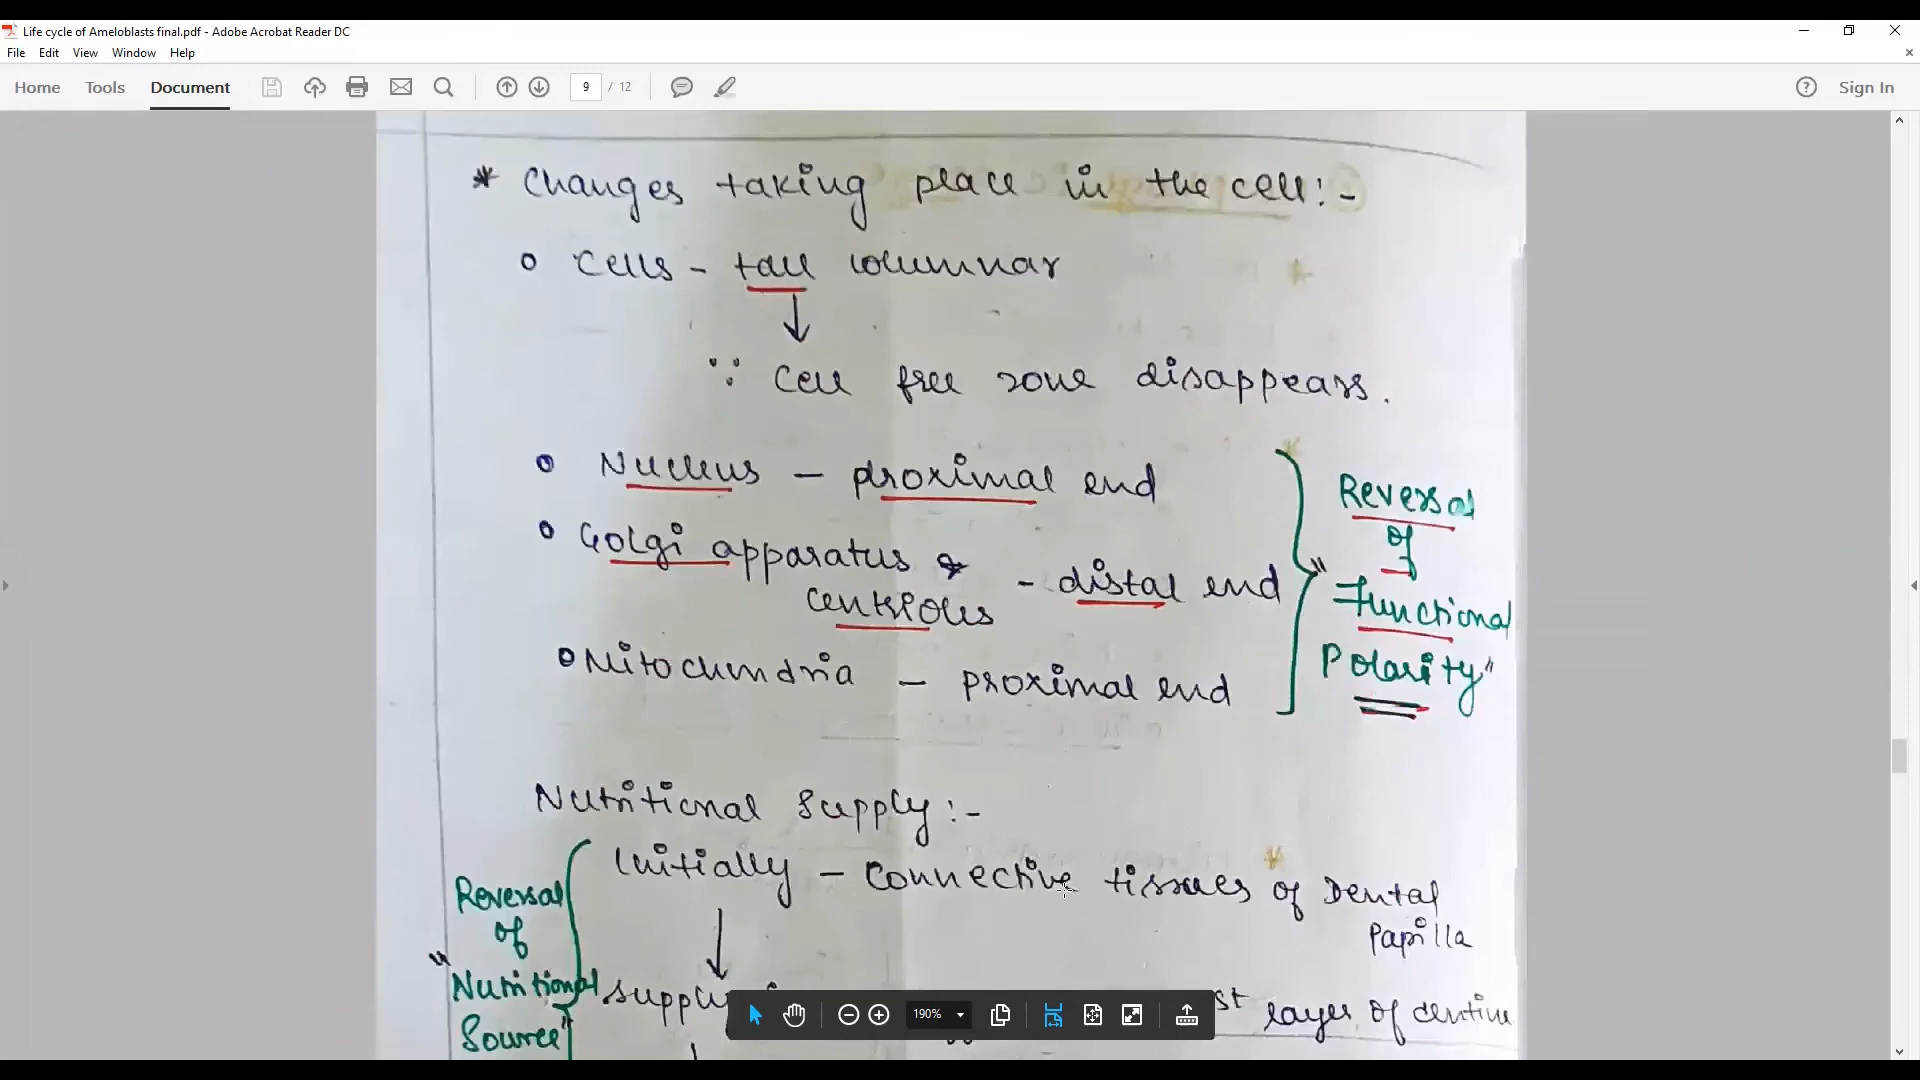 Life cycle of Ameloblasts final.pdf - Adobe Acrobat Reader DC
File Edit View Window Help
Home Tools Document 9 / 12 Sign In
* Changes taking place in the cell:-
Cells - tall columnar
↓
∵ Cell free zone disappears.
Nucleus - proximal end
Golgi apparatus &
Centrioles - distal end
Mitochondria - proximal end
Reversal
of
"Functional
Polarity"
Nutritional Supply:-
Initially - Connective tissues of Dental
Papilla
↓
Reversal
of
"Nutritional
Source"
supply
st layer of dentine
190%